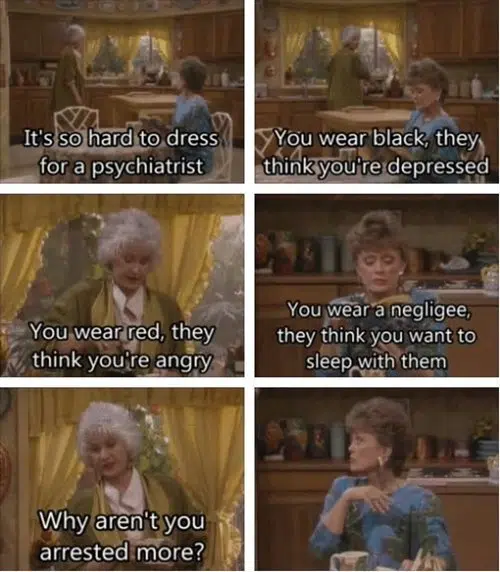 It's so hard to dress
for a psychiatrist
You wear black, they
think you're depressed
You wear red, they
think you're angry
You wear a negligee,
they think you want to
sleep with them
Why aren't you
arrested more?